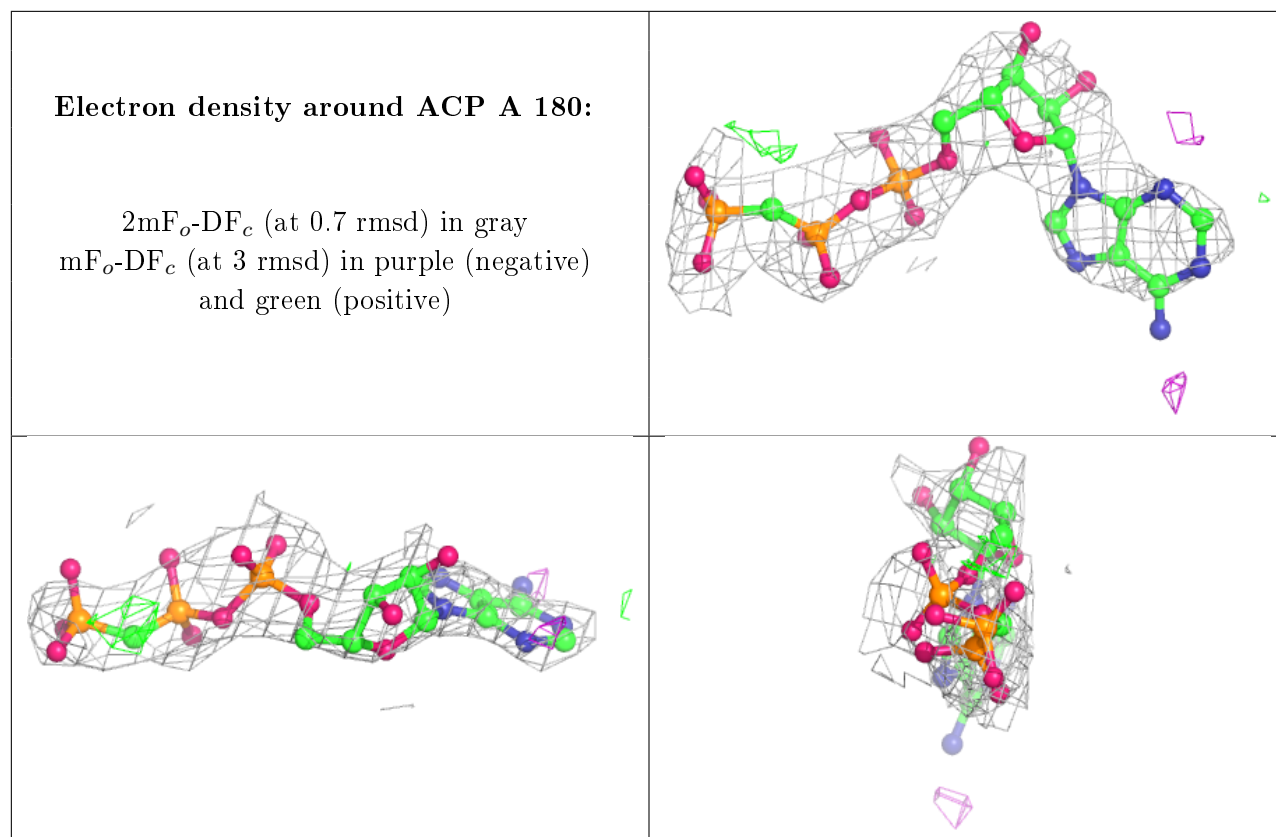 Electron density around ACP A 180:
2mFₒ-DF𝒸 (at 0.7 rmsd) in gray
mFₒ-DF𝒸 (at 3 rmsd) in purple (negative)
and green (positive)